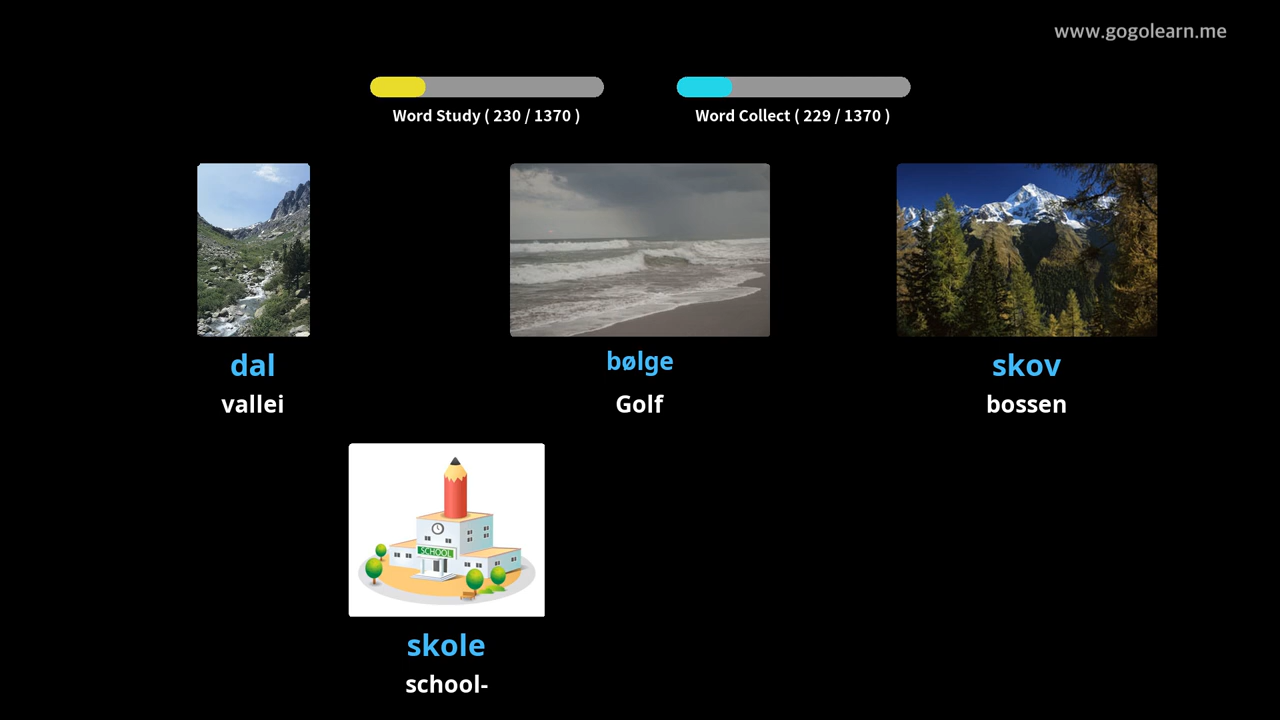 www.gogolearn.me
Word Study ( 230 / 1370 )
Word Collect ( 229 / 1370 )
dal
bølge
skov
vallei
Golf
bossen
SCHOOL
skole
school-